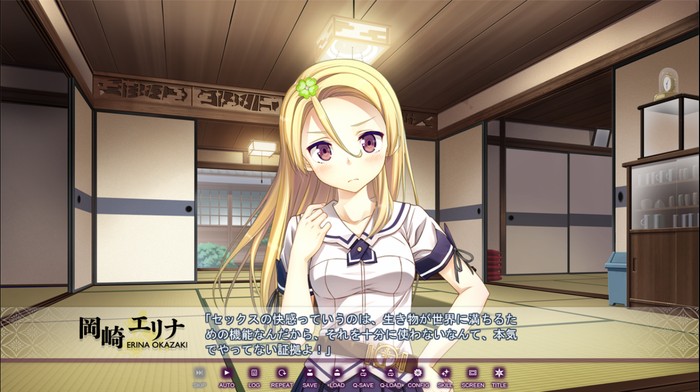 岡崎エリナ
ERINA OKAZAKI
「セックスの快感っていうのは、生き物が世界に満ちるた
めの機能なんだから、それを十分に使わないなんて、本気
でやってない証拠よ！」
SKIP AUTO LOG REPEAT SAVE LOAD Q-SAVE Q-LOAD CONFIG SCREEN TITLE